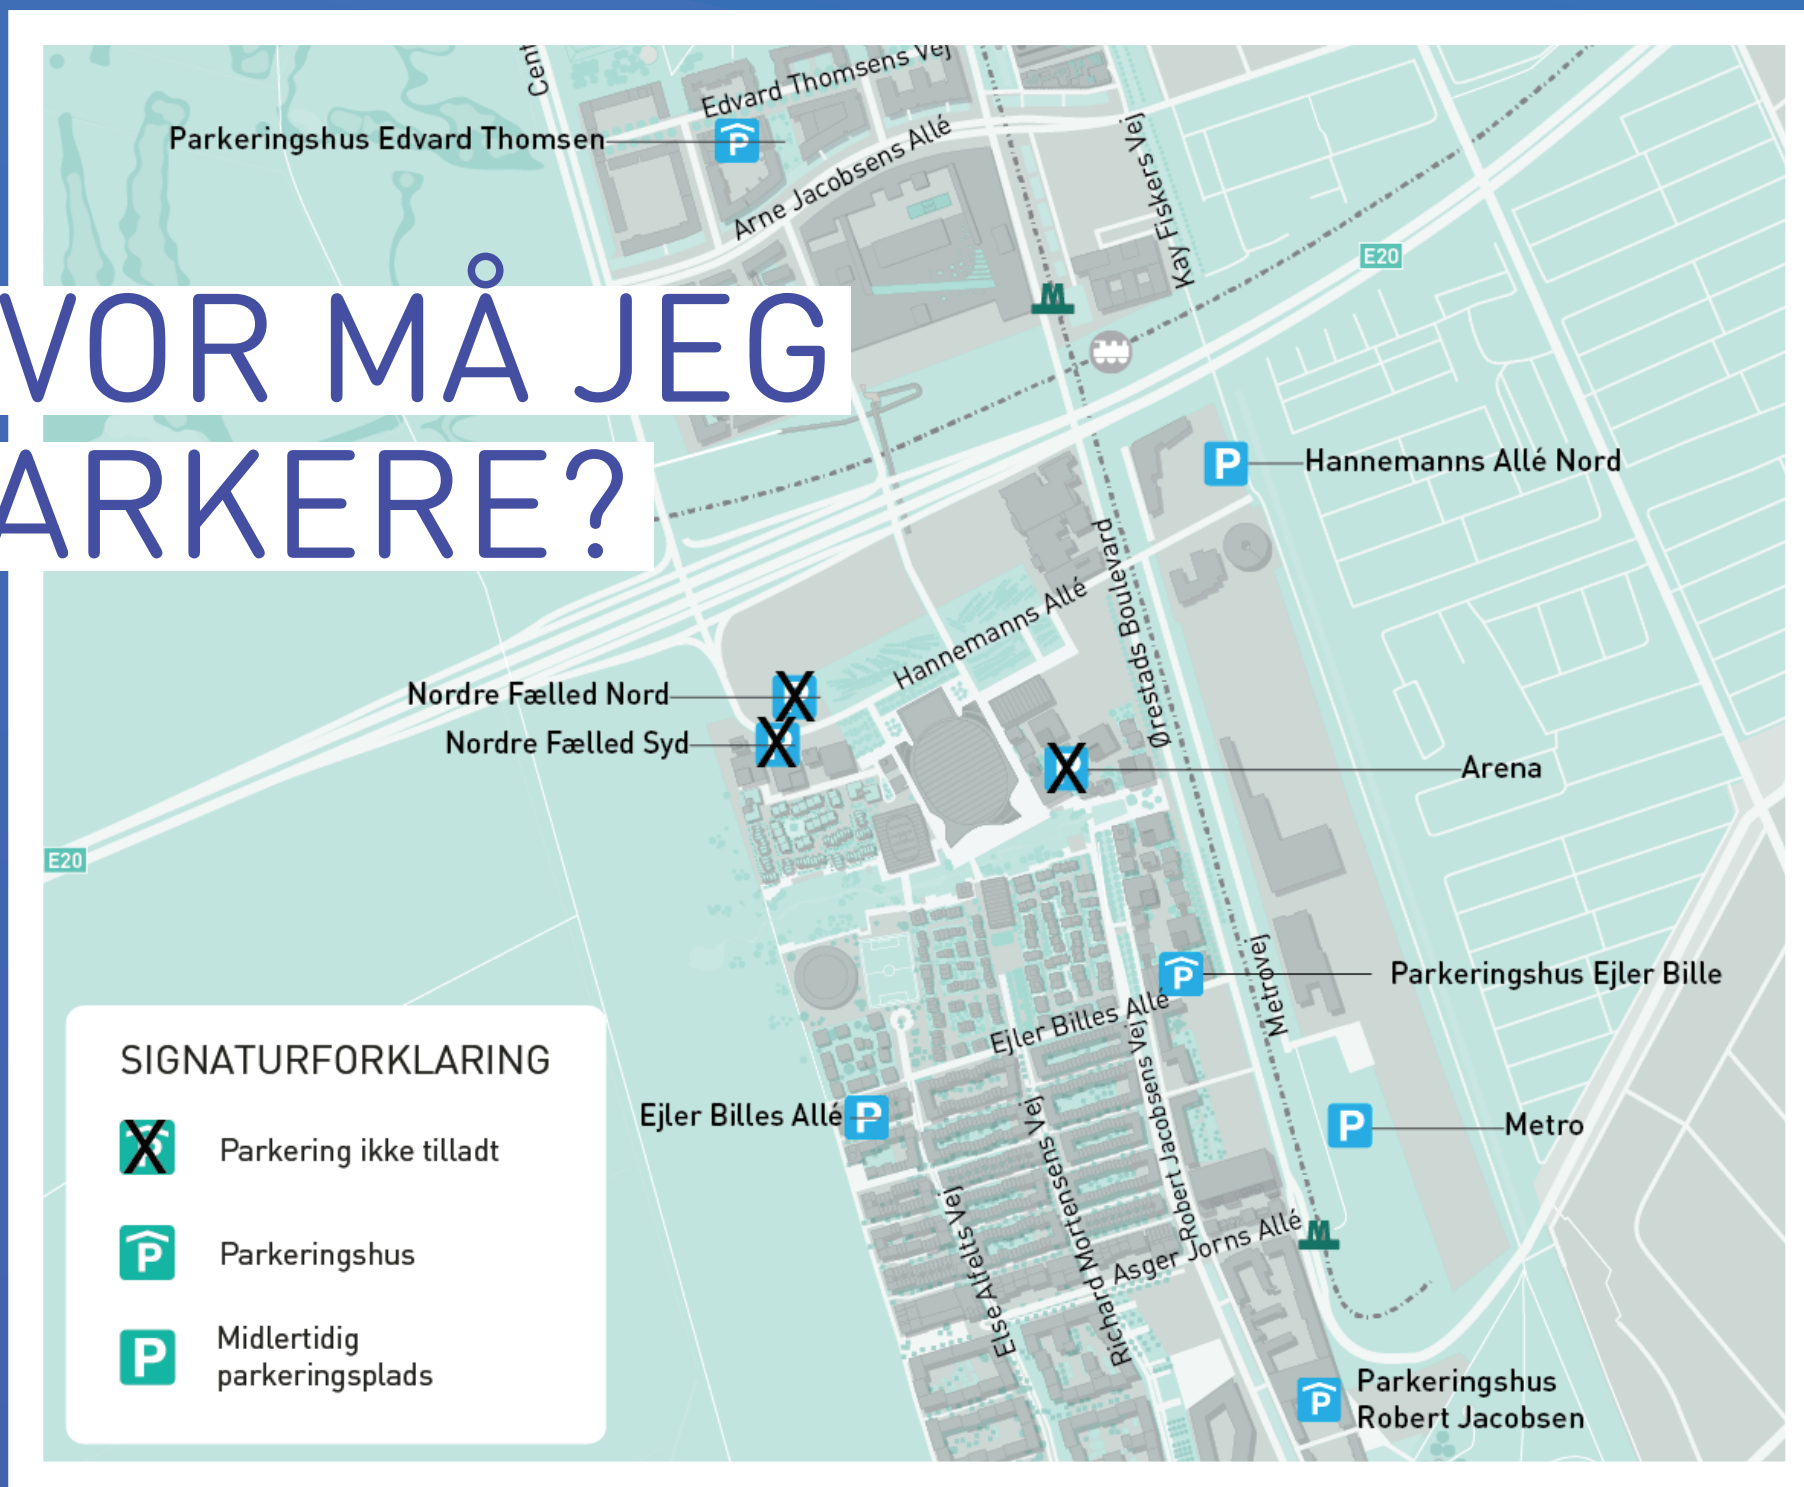 Cent
Edvard Thomsens Vej
Parkeringshus Edvard Thomsen
P
Arne Jacobsens Allé
Kay Fiskers Vej
E20
M
VOR MÅ JEG
ARKERE?
P
Hannemanns Allé Nord
Ørestads Boulevard
Hannemanns Allé
Nordre Fælled Nord
Nordre Fælled Syd
Arena
E20
Metrovej
P
Parkeringshus Ejler Bille
Ejler Billes Allé
SIGNATURFORKLARING
Parkering ikke tilladt
P
Parkeringshus
P
Midlertidig
parkeringsplads
Ejler Billes Allé
P
P
Metro
Robert Jacobsens Vej
Richard Mortensens Vej
Else Alfelts Vej
Asger Jorns Allé
M
P
Parkeringshus
Robert Jacobsen